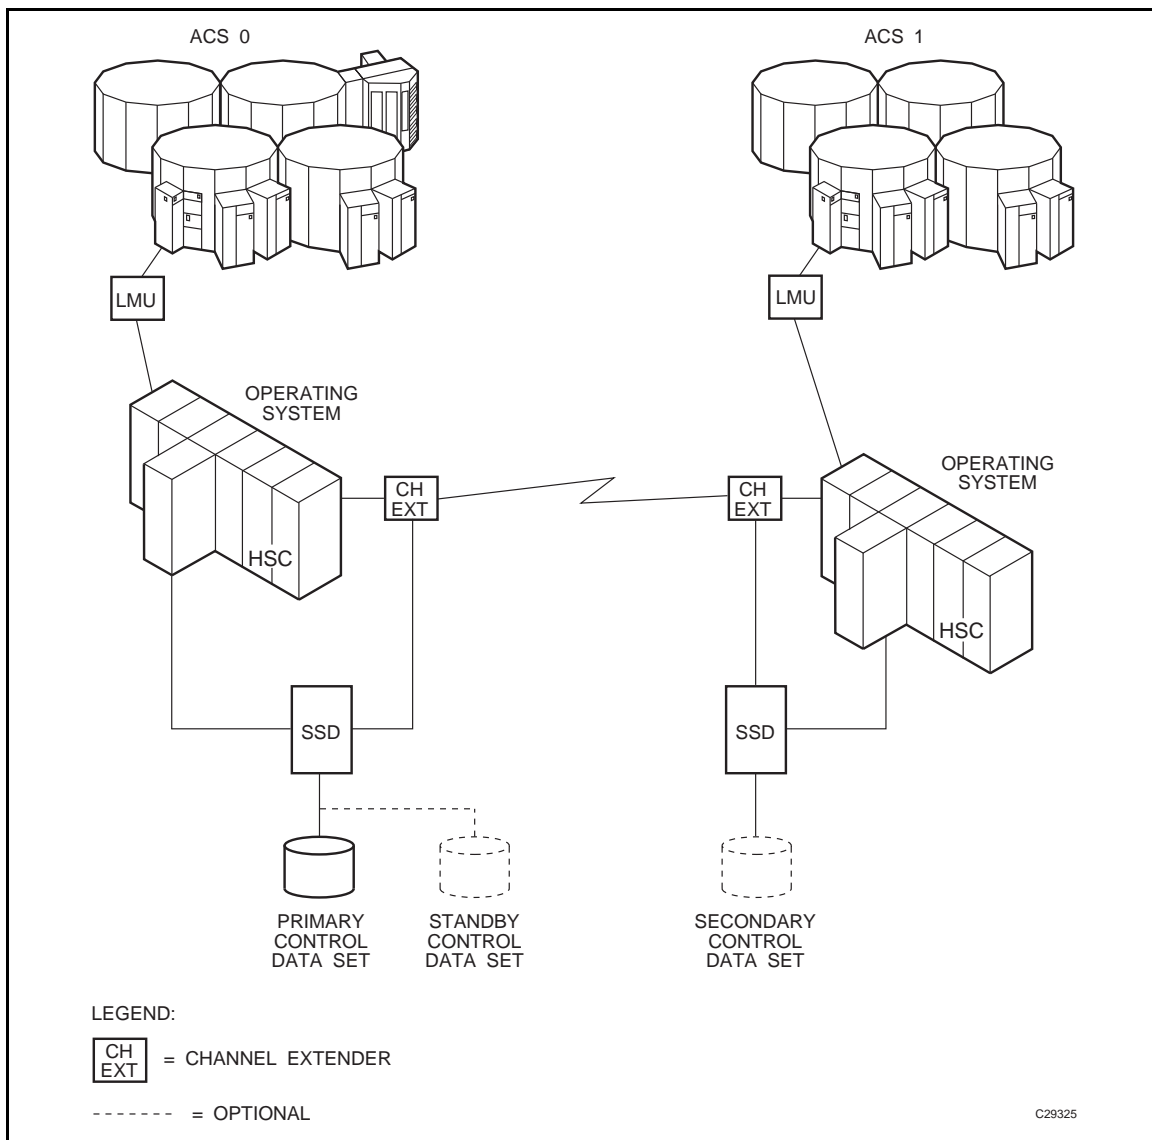 ACS 0
ACS 1
LMU
LMU
OPERATING
SYSTEM
OPERATING
SYSTEM
CH
EXT
CH
EXT
HSC
HSC
SSD
SSD
PRIMARY
CONTROL
DATA SET
STANDBY
CONTROL
DATA SET
SECONDARY
CONTROL
DATA SET
LEGEND:
CH
EXT
= CHANNEL EXTENDER
= OPTIONAL
C29325